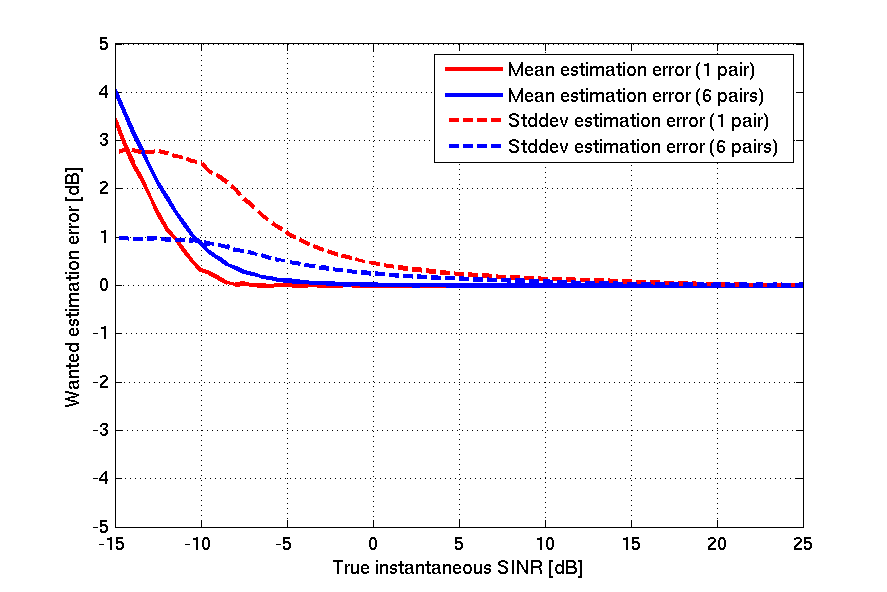 Mean estimation error (1 pair)
Mean estimation error (6 pairs)
Stddev estimation error (1 pair)
Stddev estimation error (6 pairs)
Wanted estimation error [dB]
5
4
3
2
1
0
-1
-2
-3
-4
-5
-15 -10 -5 0 5 10 15 20 25
True instantaneous SINR [dB]